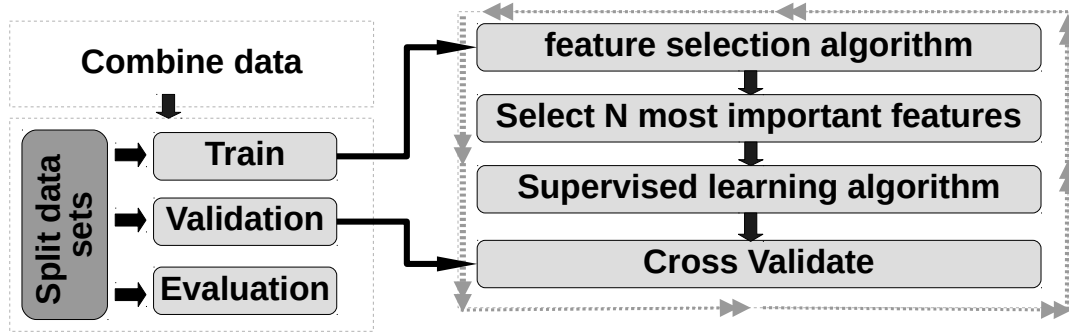 Combine data
Split data
sets
Train
Validation
Evaluation
feature selection algorithm
Select N most important features
Supervised learning algorithm
Cross Validate